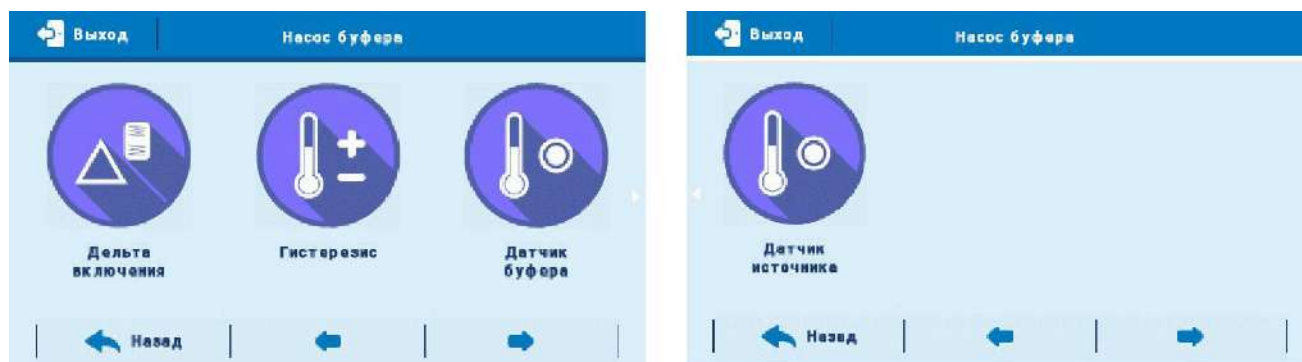 Выход
Насос буфера
Дельта
включения
Гистерезис
Датчик
буфера
Назад
Выход
Насос буфера
Датчик
источника
Назад